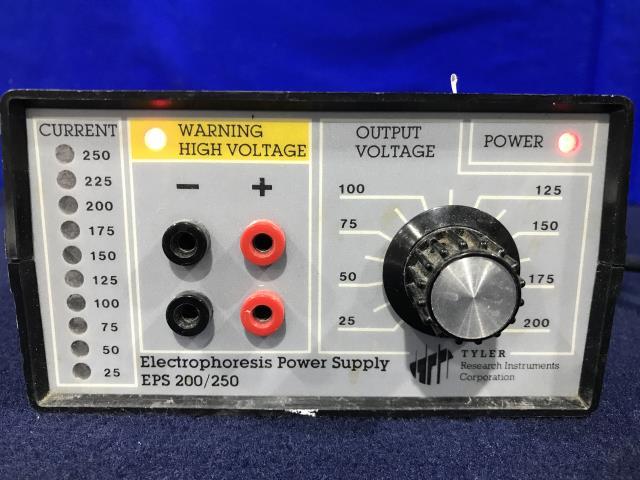 CURRENT
250
225
200
175
150
125
100
75
50
25
WARNING
HIGH VOLTAGE
− +
OUTPUT
VOLTAGE
POWER
100 125
75 150
50 175
25 200
Electrophoresis Power Supply
EPS 200/250
TYLER
Research Instruments
Corporation